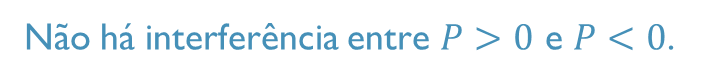 Não há interferência entre P > 0 e P < 0.